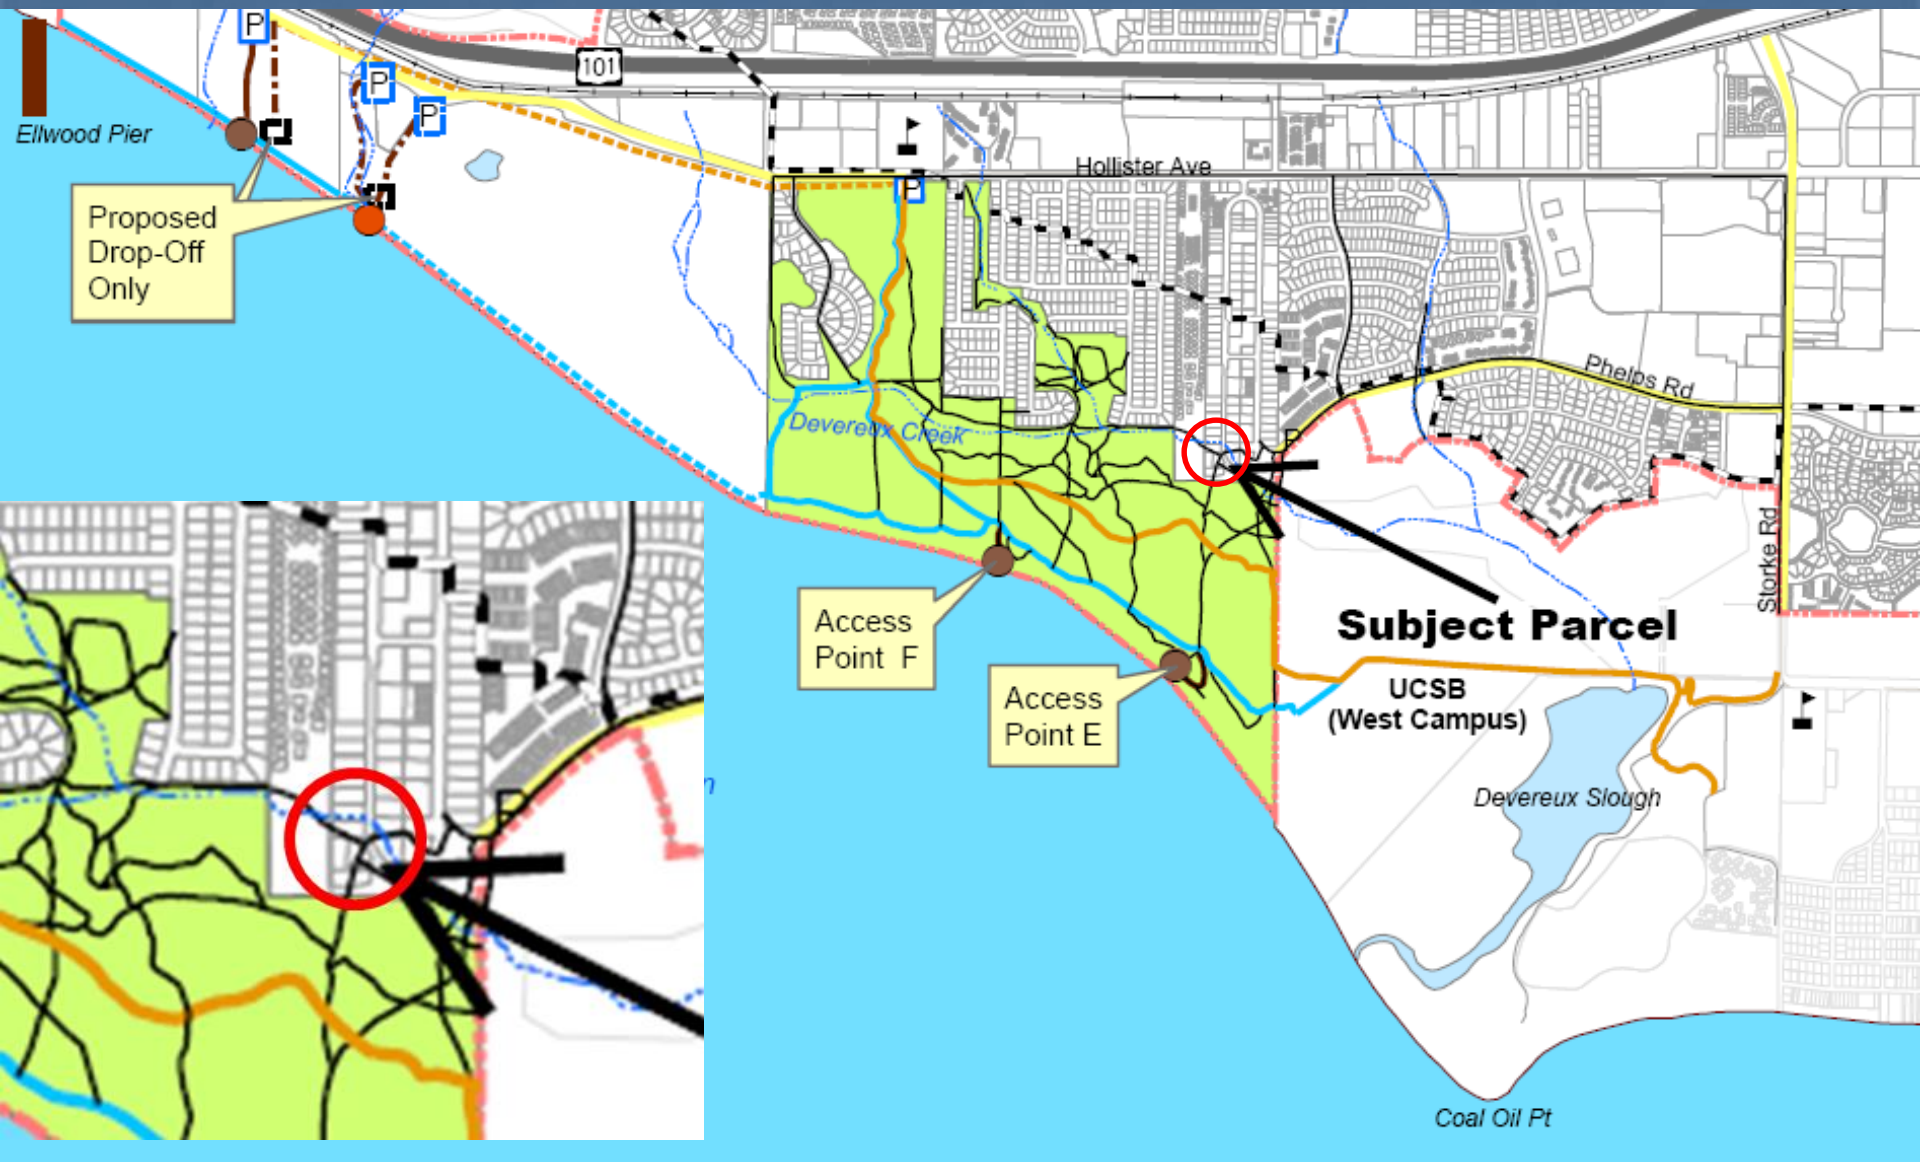 P
101
P
P
Ellwood Pier
Hollister Ave
P
Proposed
Drop-Off
Only
Phelps Rd
Devereux Creek
P
Storke Rd
Access
Point F
Subject Parcel
Access
Point E
UCSB
(West Campus)
Devereux Slough
n
Coal Oil Pt